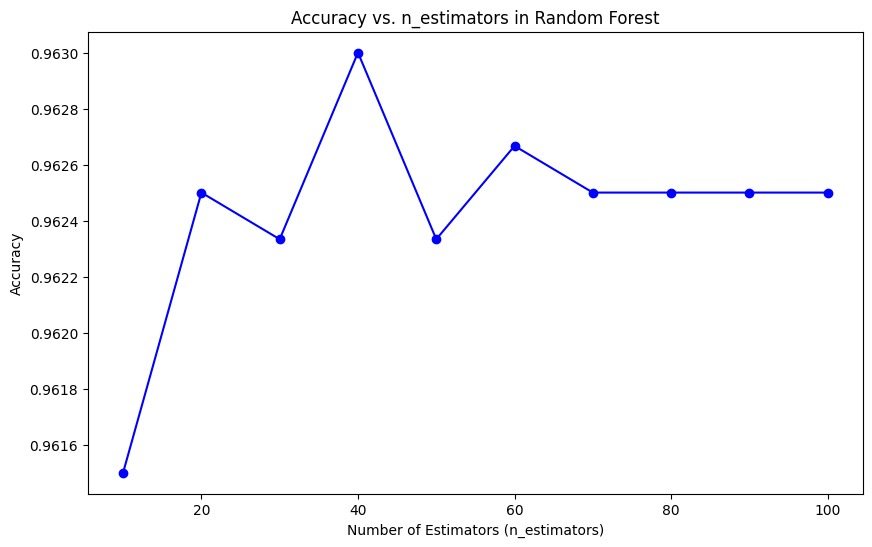 Accuracy vs. n_estimators in Random Forest
0.9630
0.9628
0.9626
0.9624
0.9622
0.9620
0.9618
0.9616
Accuracy
20 40 60 80 100
Number of Estimators (n_estimators)